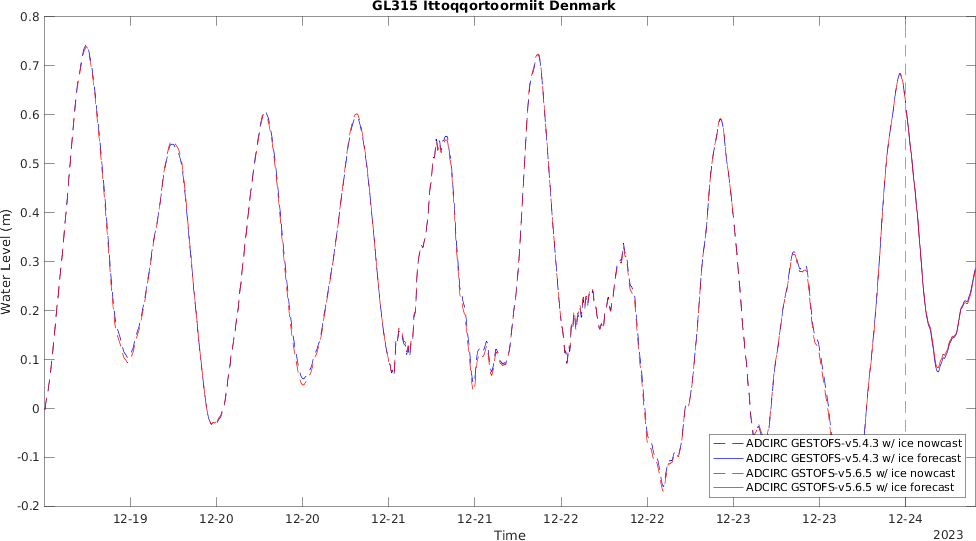 GL315 Ittoqqortoormiit Denmark
0.8
0.7
0.6
0.5
0.4
0.3
0.2
0.1
0
-0.1
-0.2
Water Level (m)
ADCIRC GESTOFS-v5.4.3 w/ ice nowcast
ADCIRC GESTOFS-v5.4.3 w/ ice forecast
ADCIRC GSTOFS-v5.6.5 w/ ice nowcast
ADCIRC GSTOFS-v5.6.5 w/ ice forecast
12-19 12-20 12-20 12-21 12-21 12-22 12-22 12-23 12-23 12-24
Time
2023